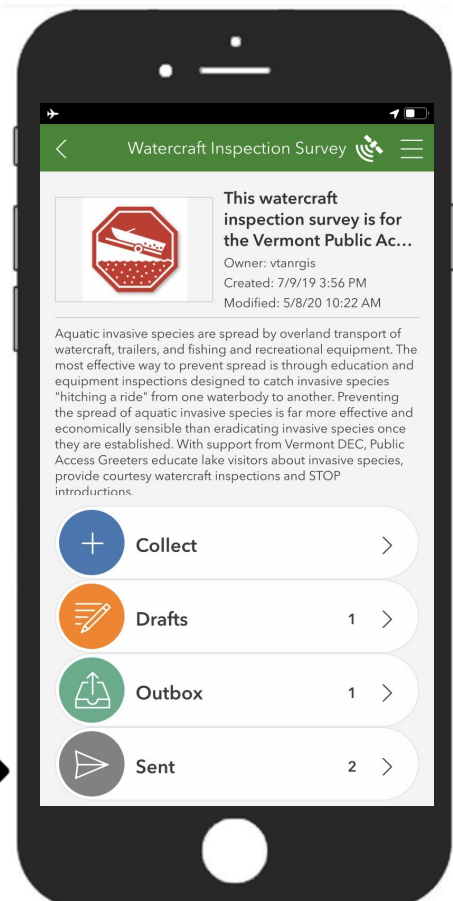 Watercraft Inspection Survey
This watercraft
inspection survey is for
the Vermont Public Ac...
Owner: vtanrgis
Created: 7/9/19 3:56 PM
Modified: 5/8/20 10:22 AM
Aquatic invasive species are spread by overland transport of
watercraft, trailers, and fishing and recreational equipment. The
most effective way to prevent spread is through education and
equipment inspections designed to catch invasive species
"hitching a ride" from one waterbody to another. Preventing
the spread of aquatic invasive species is far more effective and
economically sensible than eradicating invasive species once
they are established. With support from Vermont DEC, Public
Access Greeters educate lake visitors about invasive species,
provide courtesy watercraft inspections and STOP
introductions.
Collect
Drafts 1
Outbox 1
Sent 2